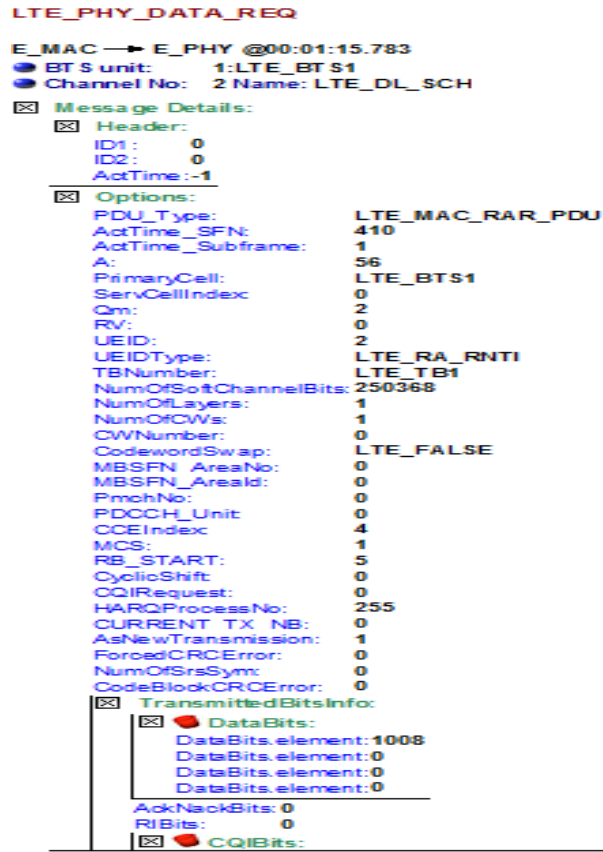 LTE_PHY_DATA_REQ
E_MAC → E_PHY @00:01:15.783
BTS unit: 1:LTE_BTS1
Channel No: 2 Name: LTE_DL_SCH
Message Details:
Header:
ID1: 0
ID2: 0
ActTime:-1
Options:
PDU_Type: LTE_MAC_RAR_PDU
ActTime_SFN: 410
ActTime_Subframe: 1
A: 56
PrimaryCell: LTE_BTS1
ServCellIndex: 0
Qm: 2
RV: 0
UEID: 2
UEIDType: LTE_RA_RNTI
TBNumber: LTE_TB1
NumOfSoftChannelBits: 250368
NumOfLayers: 1
NumOfCWs: 1
CWNumber: 0
CodewordSwap: LTE_FALSE
MBSFN_AreaNo: 0
MBSFN_AreaId: 0
PmchNo: 0
PDCCH_Unit: 0
CCEIndex: 4
MCS: 1
RB_START: 5
CyclicShift: 0
CQIRequest: 0
HARQProcessNo: 255
CURRENT_TX_NB: 0
AsNewTransmission: 1
ForcedCRCError: 0
NumOfSrsSym: 0
CodeBlockCRCError: 0
TransmittedBitsInfo:
DataBits:
DataBits.element:1008
DataBits.element:0
DataBits.element:0
DataBits.element:0
AckNackBits: 0
RIBits: 0
CQIBits: